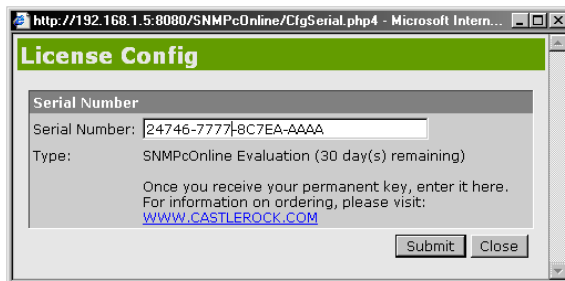 http://192.168.1.5:8080/SNMPcOnline/CfgSerial.php4 - Microsoft Intern...
License Config
Serial Number
Serial Number: 24746-7777-8C7EA-AAAA
Type: SNMPcOnline Evaluation (30 day(s) remaining)
Once you receive your permanent key, enter it here.
For information on ordering, please visit:
WWW.CASTLEROCK.COM
Submit Close